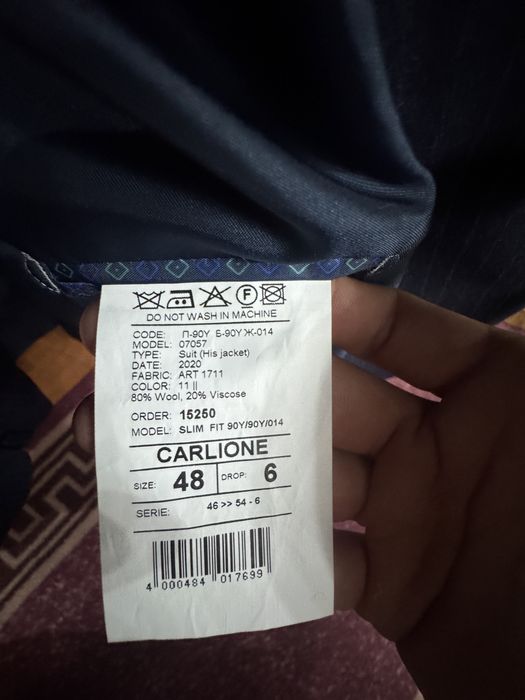 F
DO NOT WASH IN MACHINE
CODE: П-90Y Б-90Y Ж-014
MODEL: 07057
TYPE: Suit (His jacket)
DATE: 2020
FABRIC: ART 1711
COLOR: 11 ||
80% Wool, 20% Viscose
ORDER: 15250
MODEL: SLIM FIT 90Y/90Y/014
CARLIONE
SIZE: 48 DROP: 6
SERIE: 46 >> 54 - 6
4 000484 017699